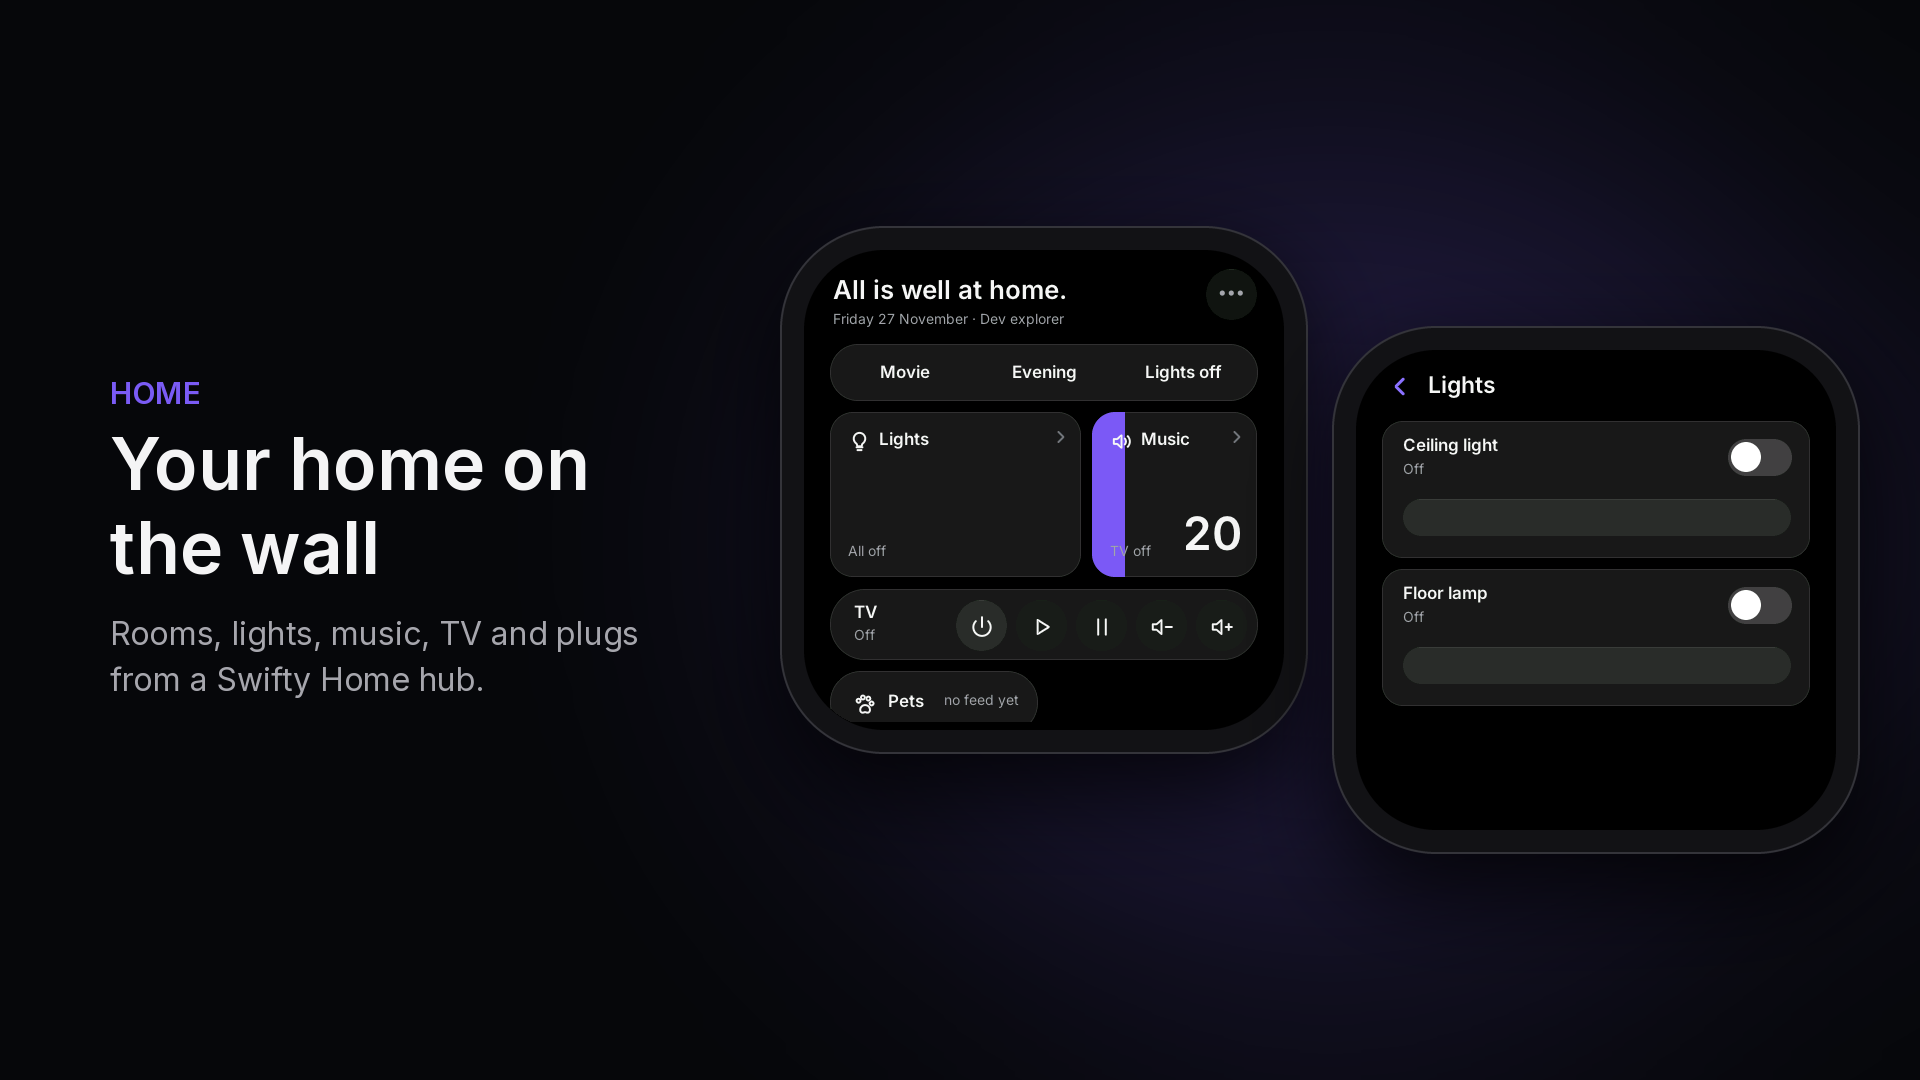 HOME
Your home on
the wall
Rooms, lights, music, TV and plugs
from a Swifty Home hub.
All is well at home.
Friday 27 November · Dev explorer
Movie Evening Lights off
Lights
All off
Music
TV off 20
TV
Off
Pets no feed yet
Lights
Ceiling light
Off
Floor lamp
Off